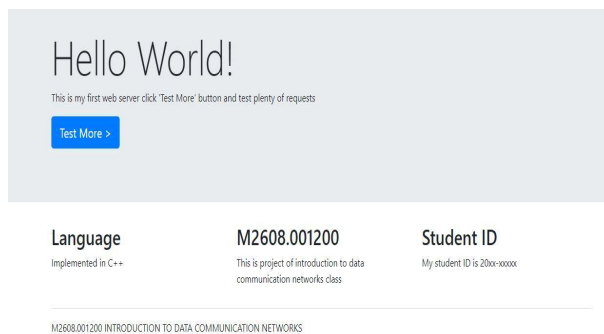 Hello World!
This is my first web server click 'Test More' button and test plenty of requests
Test More >
Language
Implemented in C++
M2608.001200
This is project of introduction to data
communication networks class
Student ID
My student ID is 20xx-xxxxx
M2608.001200 INTRODUCTION TO DATA COMMUNICATION NETWORKS